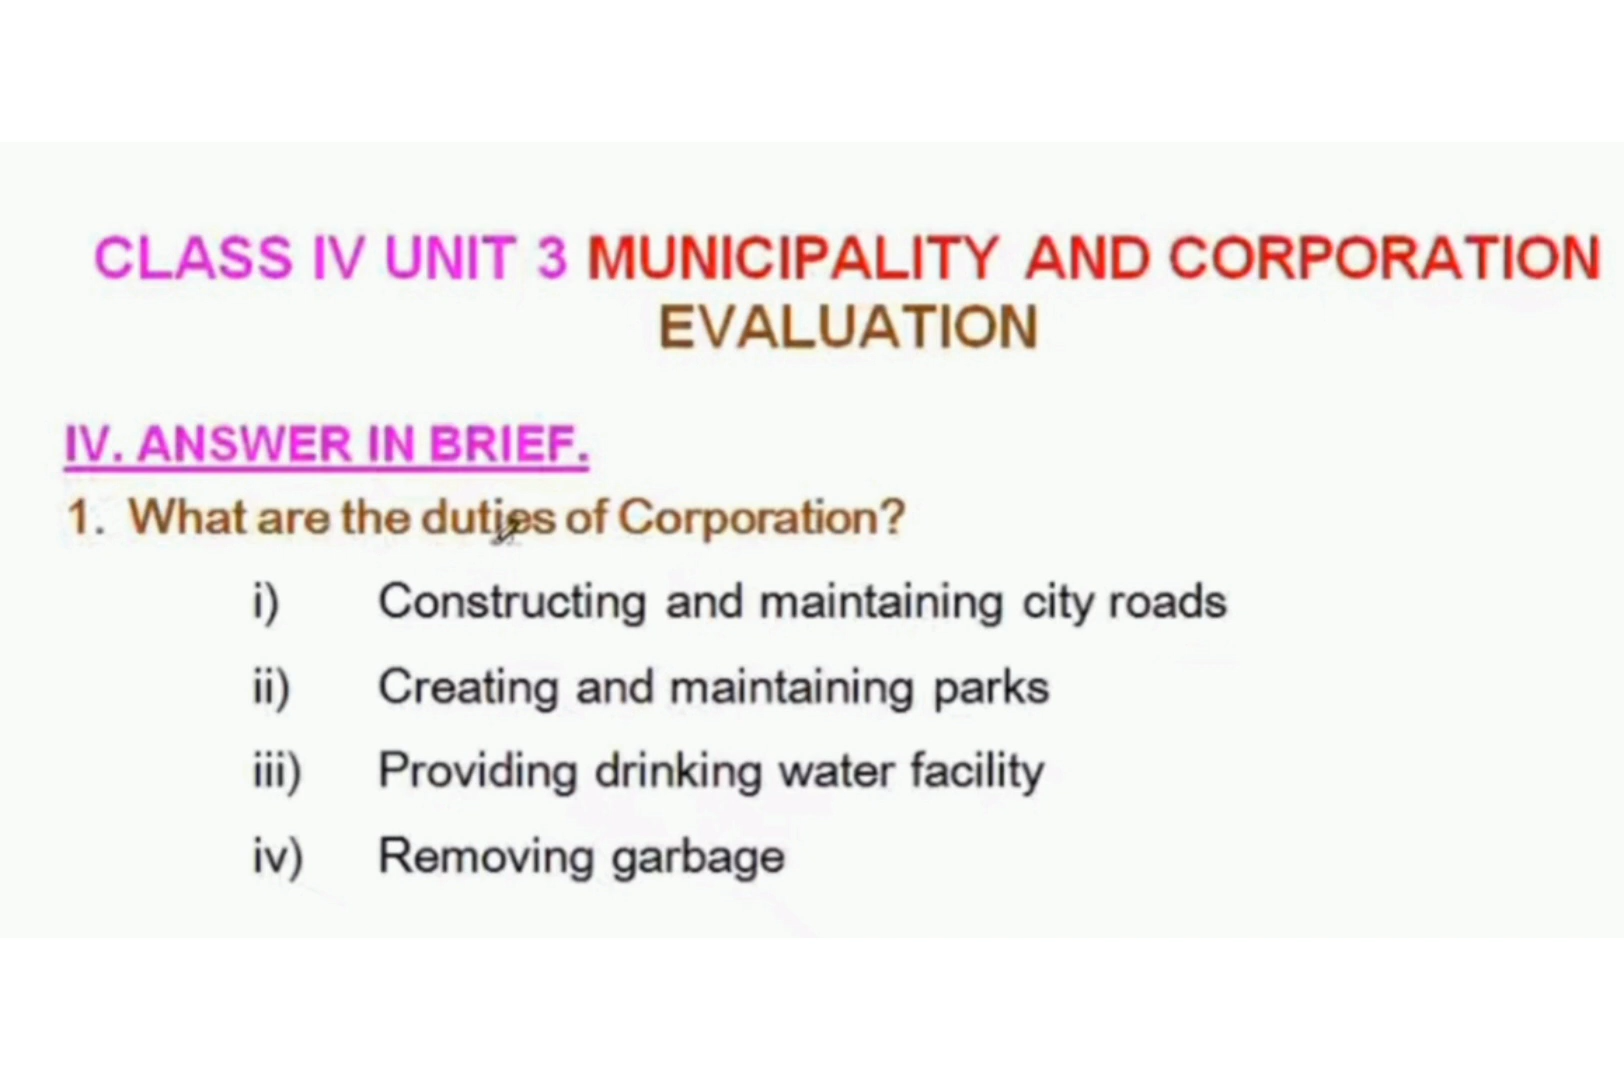 CLASS IV UNIT 3 MUNICIPALITY AND CORPORATION
EVALUATION
IV. ANSWER IN BRIEF.
1. What are the duties of Corporation?
i) Constructing and maintaining city roads
ii) Creating and maintaining parks
iii) Providing drinking water facility
iv) Removing garbage